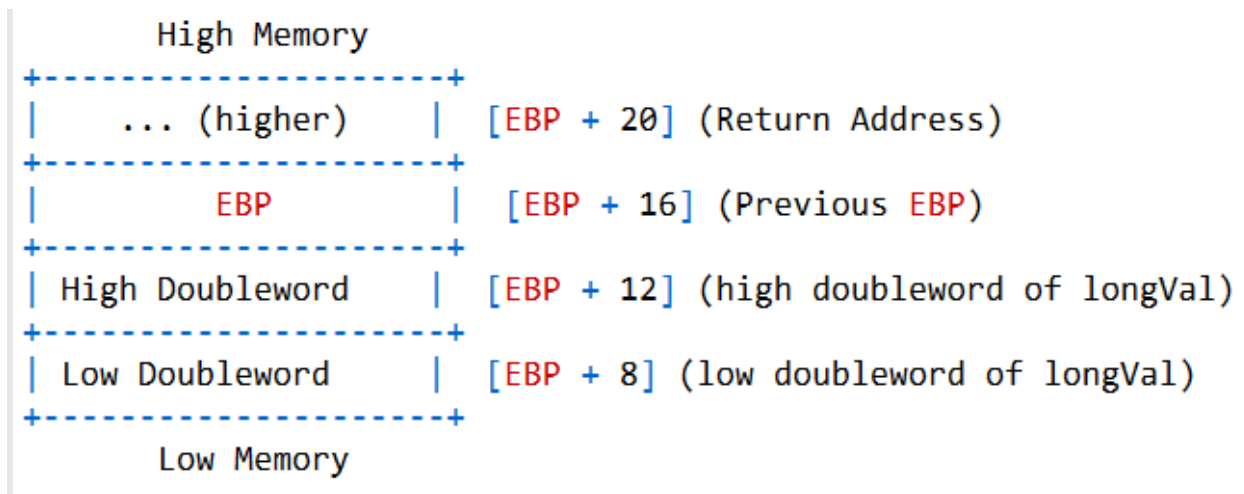 High Memory
+---------------------+
|    ... (higher)    |  [EBP + 20] (Return Address)
+---------------------+
|         EBP         |  [EBP + 16] (Previous EBP)
+---------------------+
| High Doubleword    |  [EBP + 12] (high doubleword of longVal)
+---------------------+
| Low Doubleword     |  [EBP + 8] (low doubleword of longVal)
+---------------------+
Low Memory